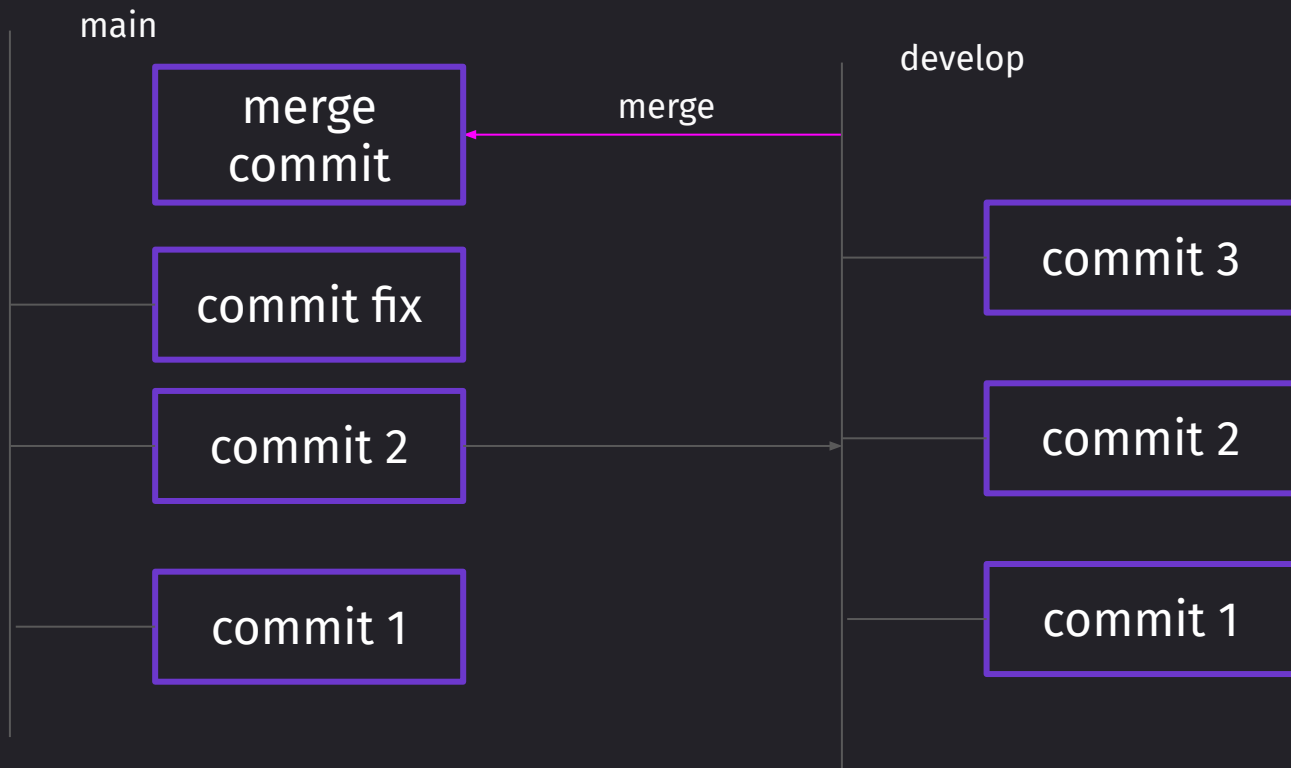 main
develop
merge
commit
merge
commit 3
commit fix
commit 2
commit 2
commit 1
commit 1